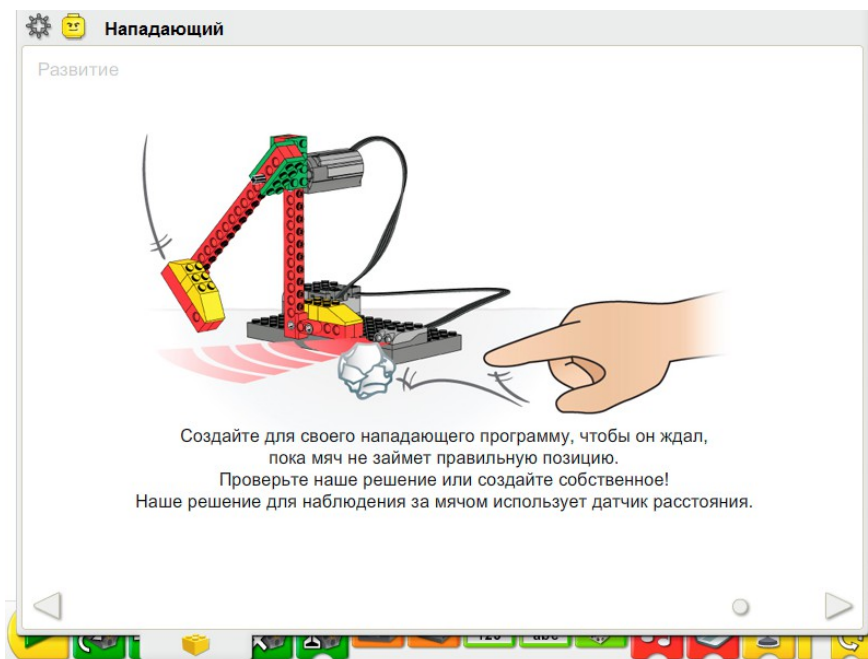 Нападающий
Развитие
Создайте для своего нападающего программу, чтобы он ждал,
пока мяч не займет правильную позицию.
Проверьте наше решение или создайте собственное!
Наше решение для наблюдения за мячом использует датчик расстояния.